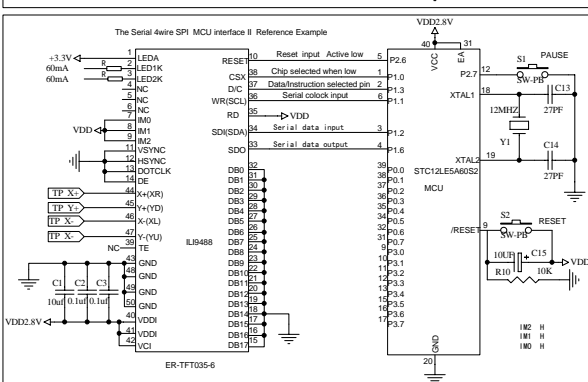 The Serial 4wire SPI MCU interface II Reference Example
VDD2.8V
+3.3V
60mA
60mA
R
R
1 LEDA
2 LED1K
3 LED2K
4 NC
5 NC
6 NC
7 IM0
8 IM1
9 IM2
VDD
11 VSYNC
12 HSYNC
13 DOTCLK
14 DE
TP X+ 44 X+(XR)
TP Y+ 45 Y+(YD)
TP X- 46 X-(XL)
TP X- 47 Y-(YU)
NC 39 TE
43 GND
48 GND
49 GND
50 GND
40 VDDI
41 VDDI
42 VCI
C1 C2 C3
10uf 0.1uf 0.1uf
VDD2.8V
ILI9488
ER-TFT035-6
RESET 10 Reset input Active low 5 P2.6
CSX 38 Chip selected when low 1 P1.0
D/C 37 Data/Instruction selected pin 2 P1.3
WR(SCL) 36 Serial colock input 6 P1.1
RD 35 VDD
SDI(SDA) 34 Serial data input 3 P1.2
SDO 33 Serial data output 4 P1.6
DB0 32
DB1 31
DB2 30
DB3 29
DB4 28
DB5 27
DB6 26
DB7 25
DB8 24
DB9 23
DB10 22
DB11 21
DB12 20
DB13 19
DB14 18
DB15 17
DB16 16
DB17 15
40 VCC
31 EA
39 P0.0
38 P0.1
37 P0.2
36 P0.3
35 P0.4
34 P0.5
32 P0.6
31 P0.7
9 P3.0
10 P3.1
11 P3.2
12 P3.3
13 P3.4
14 P3.5
15 P3.6
16 P3.7
17
STC12LE5A60S2
MCU
P2.7 12
S1 PAUSE
SW-PB
XTAL1 18
C13
27PF
12MHZ
Y1
XTAL2 19
C14
27PF
/RESET 9
S2 RESET
SW-PB
10UF + C15
R10 10K
VDD
GND
20
IM2 H
IM1 H
IM0 H